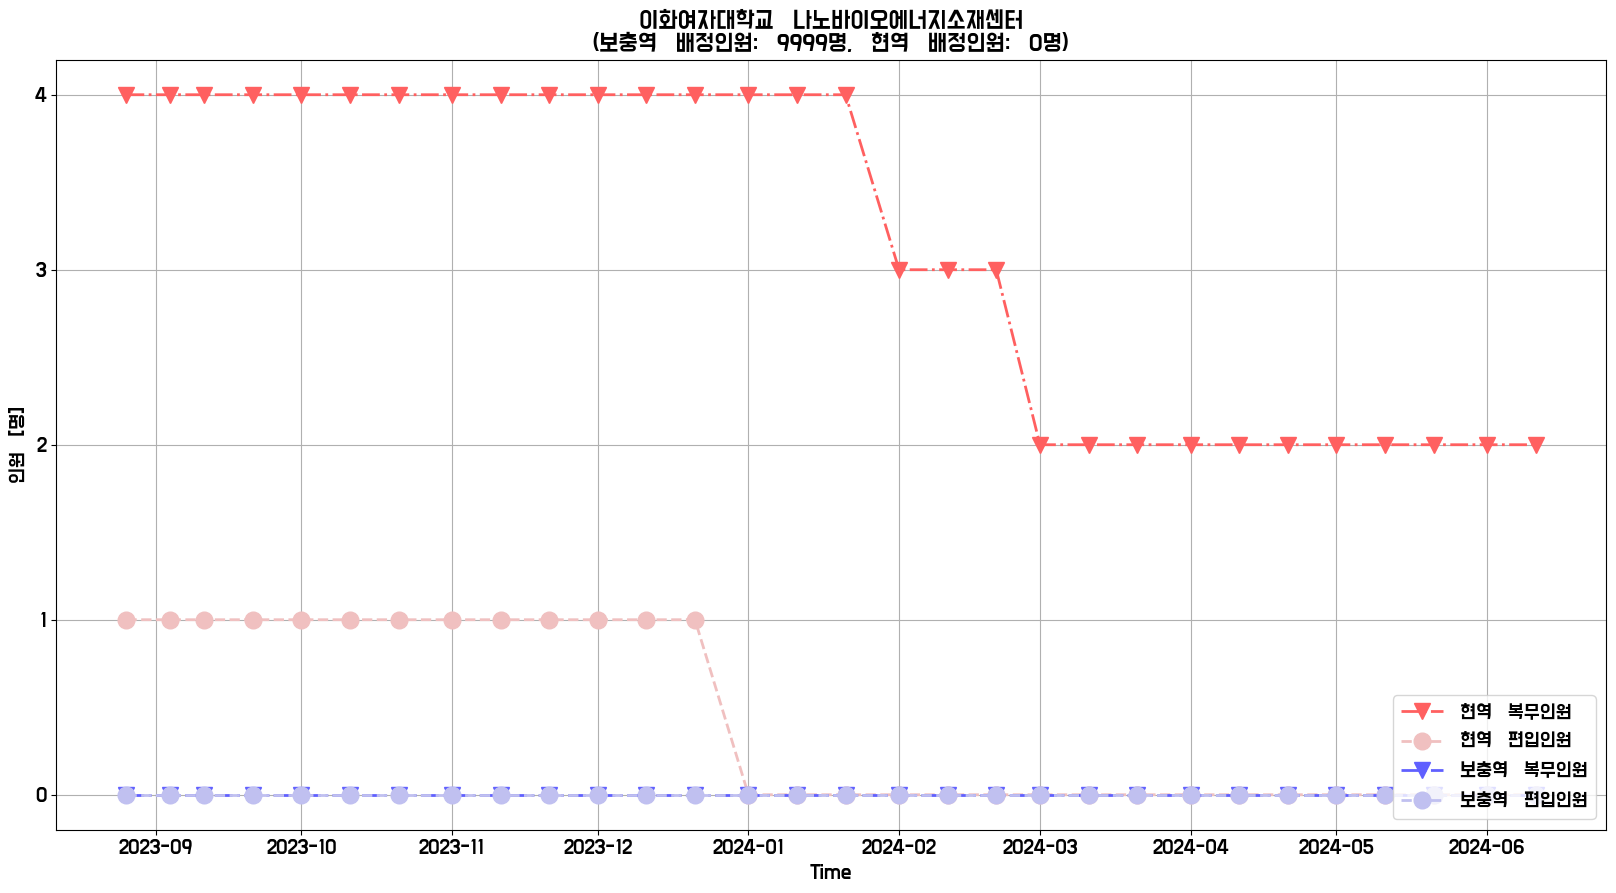 이화여자대학교 나노바이오에너지소재센터
(보충역 배정인원: 9999명, 현역 배정인원: 0명)
4
3
2
1
0
인원 [명]
2023-09 2023-10 2023-11 2023-12 2024-01 2024-02 2024-03 2024-04 2024-05 2024-06
Time
현역 복무인원
현역 편입인원
보충역 복무인원
보충역 편입인원